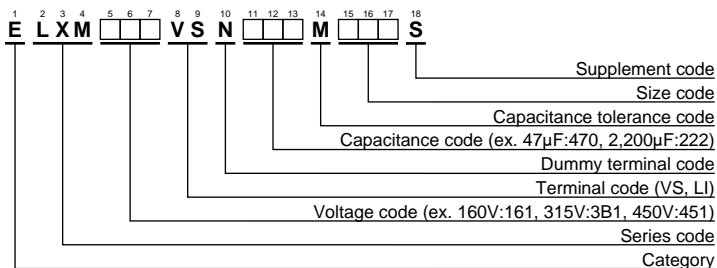 1 2 3 4 5 6 7 8 9 10 11 12 13 14 15 16 17 18
E L X M □□□ V S N □□□ M □□□ S
Supplement code
Size code
Capacitance tolerance code
Capacitance code (ex. 47µF:470, 2,200µF:222)
Dummy terminal code
Terminal code (VS, LI)
Voltage code (ex. 160V:161, 315V:3B1, 450V:451)
Series code
Category